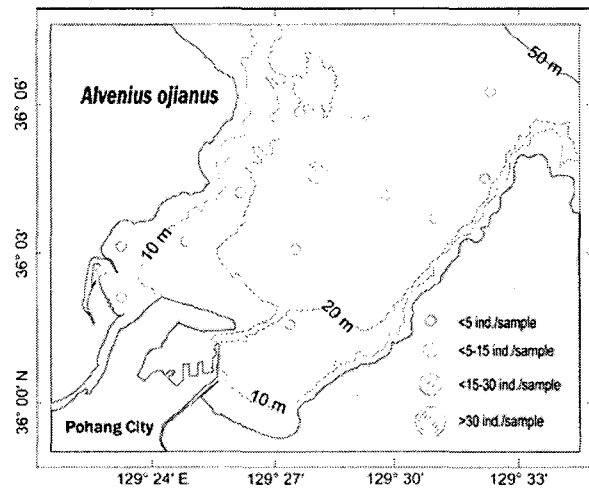 Alvenius ojianus
50 m
10 m
20 m
10 m
Pohang City
<5 ind./sample
<5-15 ind./sample
<15-30 ind./sample
>30 ind./sample
36° 06'
36° 03'
36° 00' N
129° 24' E
129° 27'
129° 30'
129° 33'